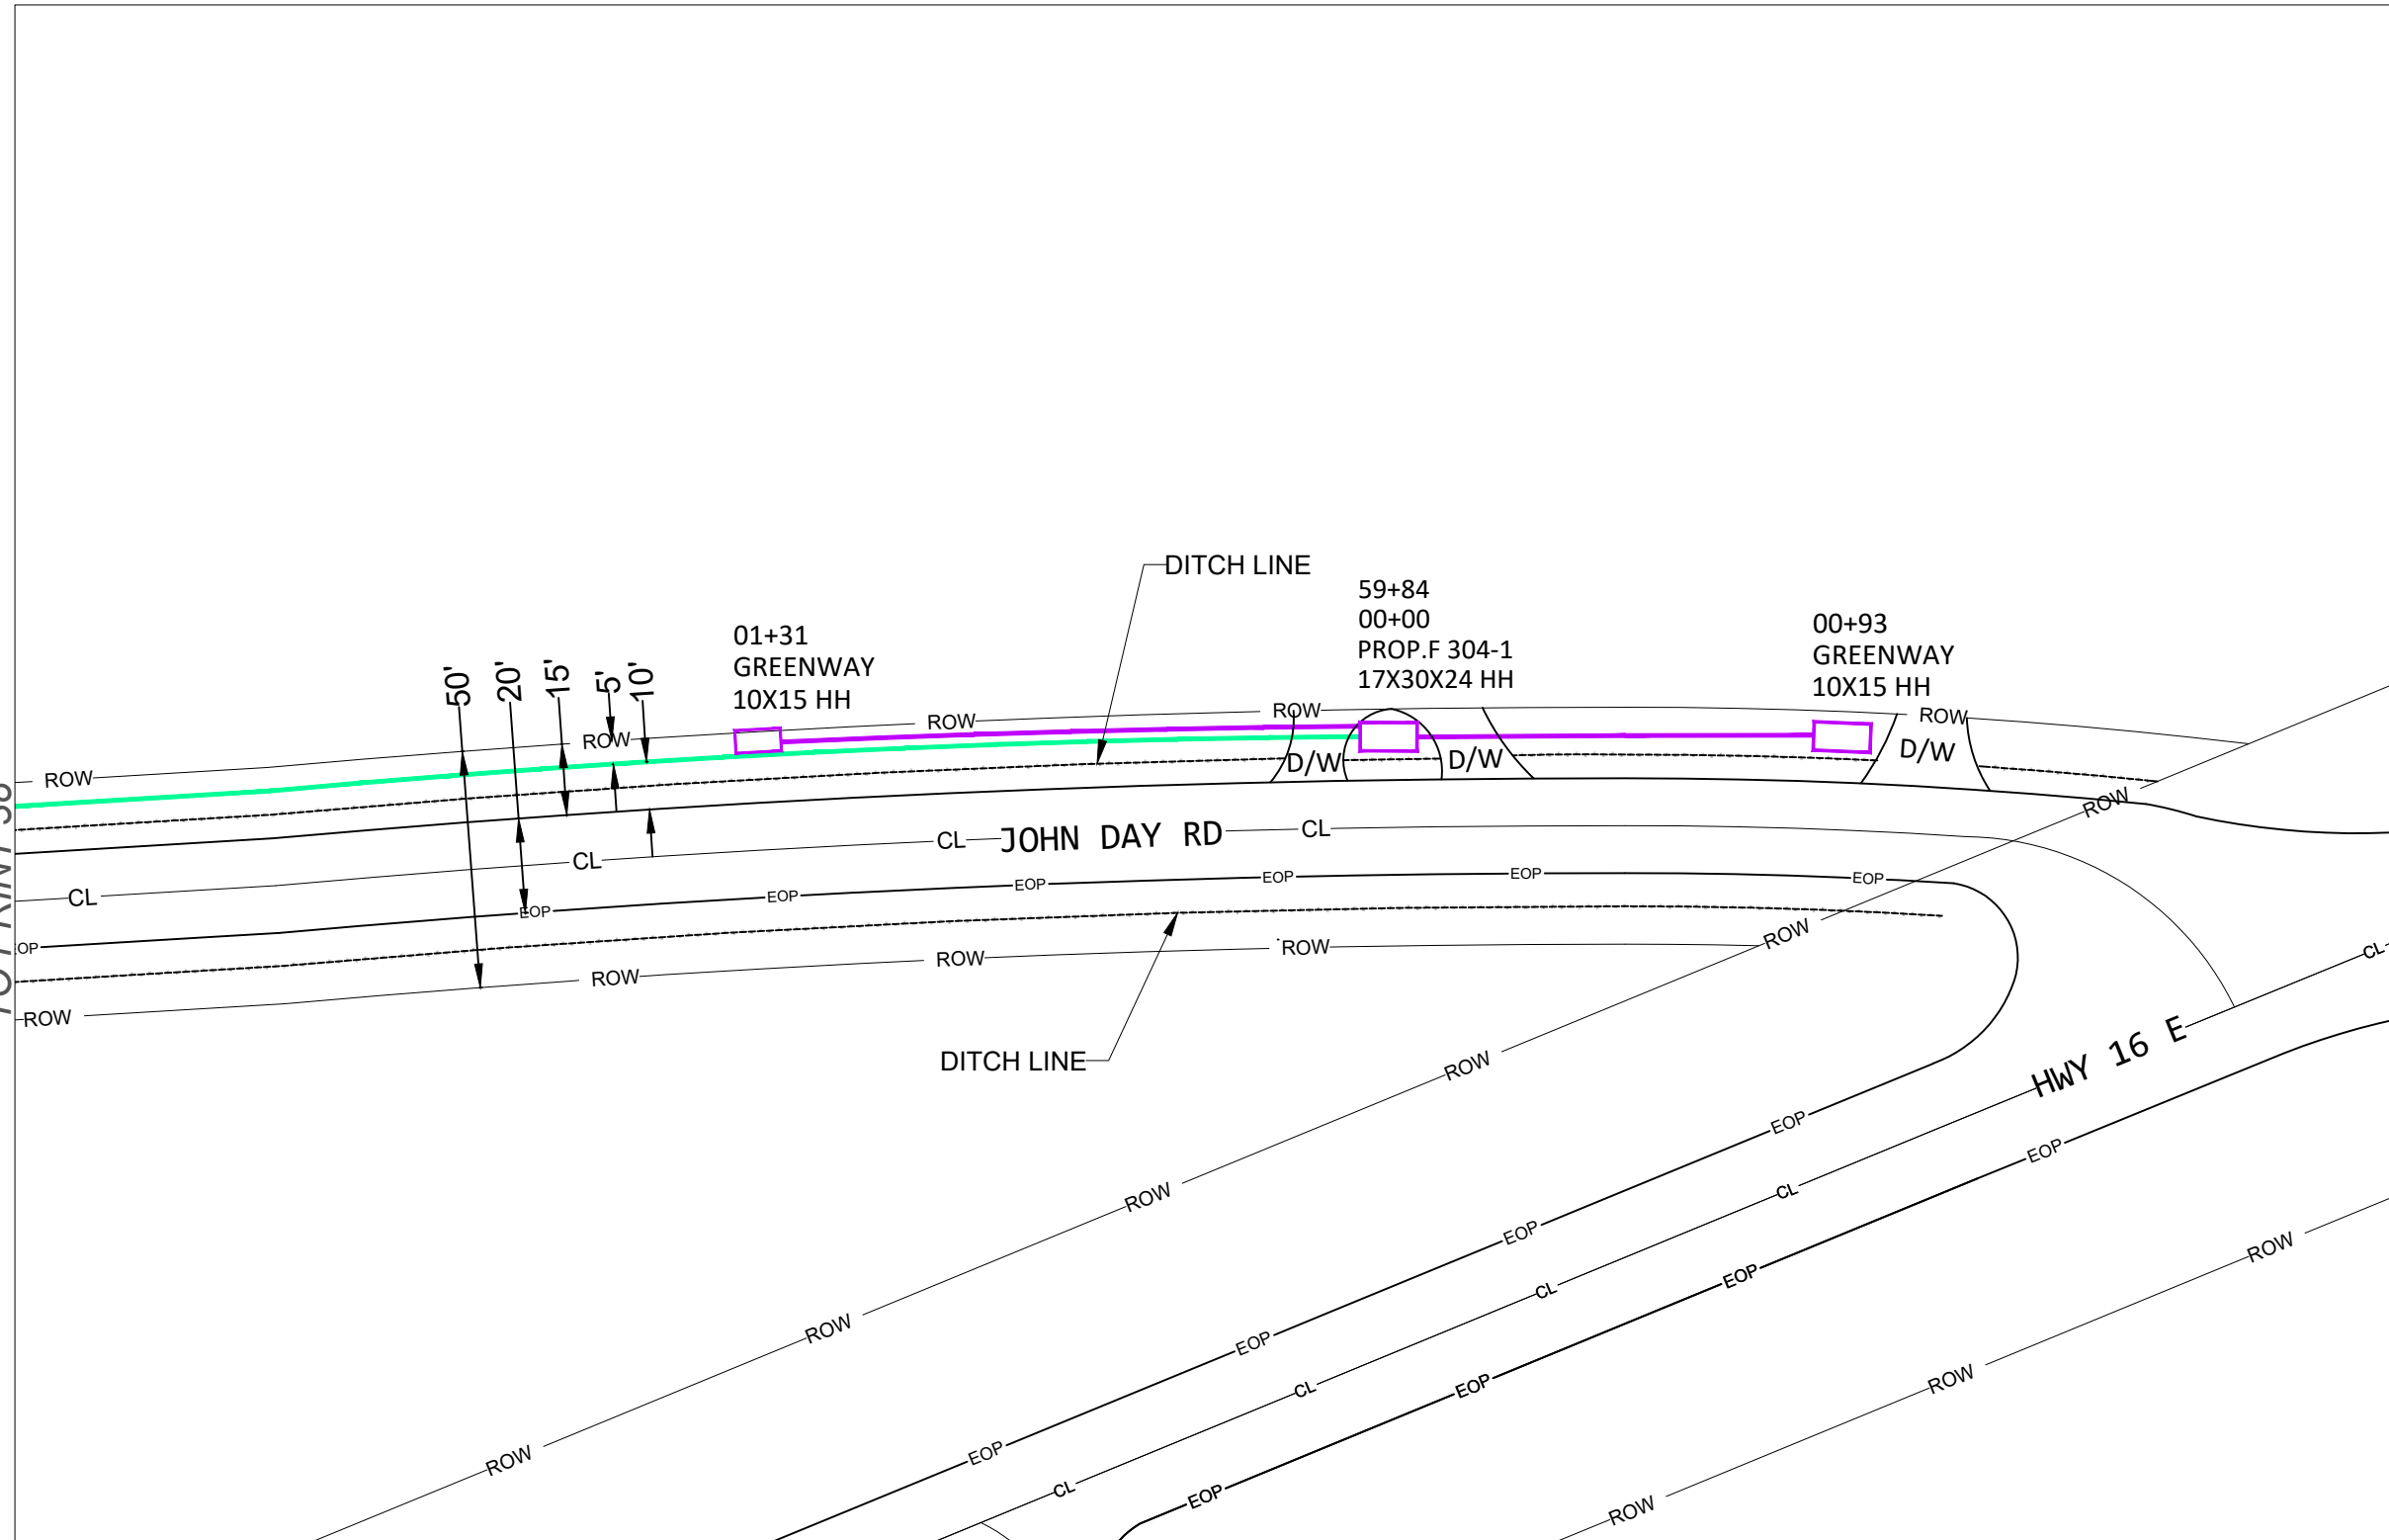 DITCH LINE
59+84
00+00
PROP.F 304-1
17X30X24 HH
01+31
GREENWAY
10X15 HH
00+93
GREENWAY
10X15 HH
50'
20'
15'
5'
10'
ROW
ROW
ROW
ROW
ROW
D/W
D/W
D/W
ROW
CL
CL
CL
JOHN DAY RD
CL
EOP
EOP
EOP
EOP
EOP
EOP
ROW
ROW
ROW
ROW
ROW
DITCH LINE
HWY 16 E
CL
ROW
ROW
ROW
ROW
EOP
EOP
EOP
EOP
CL
CL
CL
CL
EOP
EOP
EOP
EOP
ROW
ROW
ROW